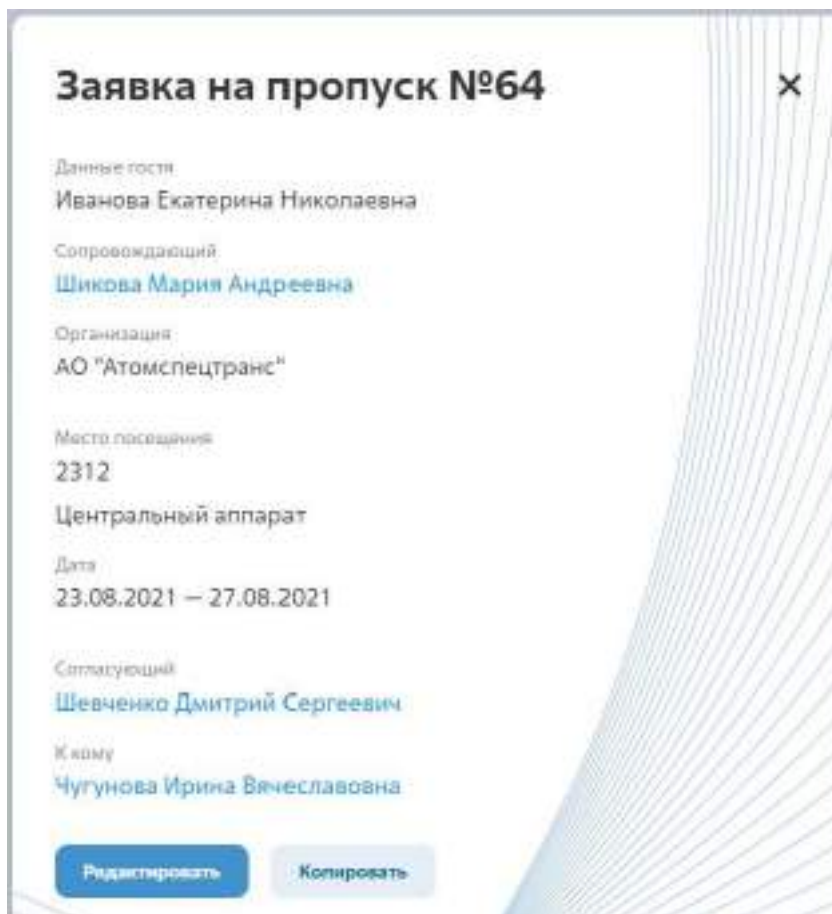 Заявка на пропуск №64
Данные гостя
Иванова Екатерина Николаевна
Сопровождающий
Шикова Мария Андреевна
Организация
АО "Атомспецтранс"
Место посещения
2312
Центральный аппарат
Дата
23.08.2021 — 27.08.2021
Согласующий
Шевченко Дмитрий Сергеевич
К кому
Чугунова Ирина Вячеславовна
Редактировать
Копировать